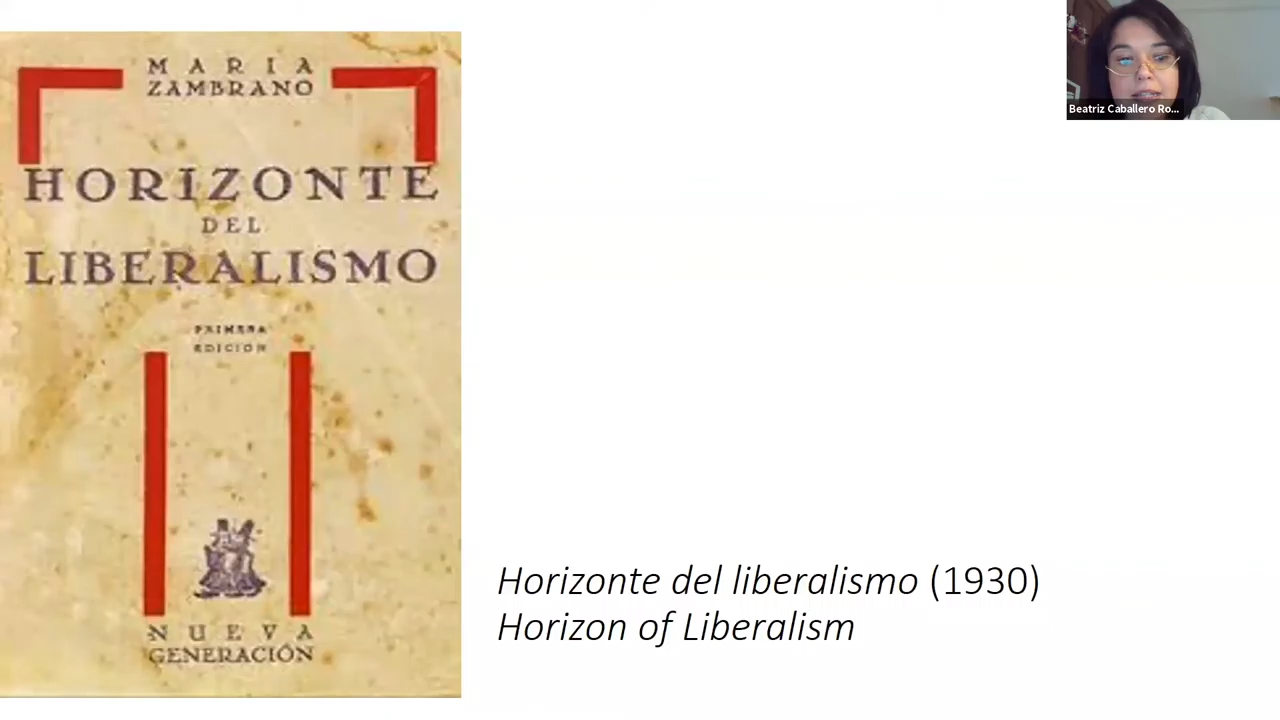 MARIA
ZAMBRANO
HORIZONTE
DEL
LIBERALISMO
PRIMERA
EDICION
NUEVA
GENERACIÓN
Horizonte del liberalismo (1930)
Horizon of Liberalism
Beatriz Caballero Ro...